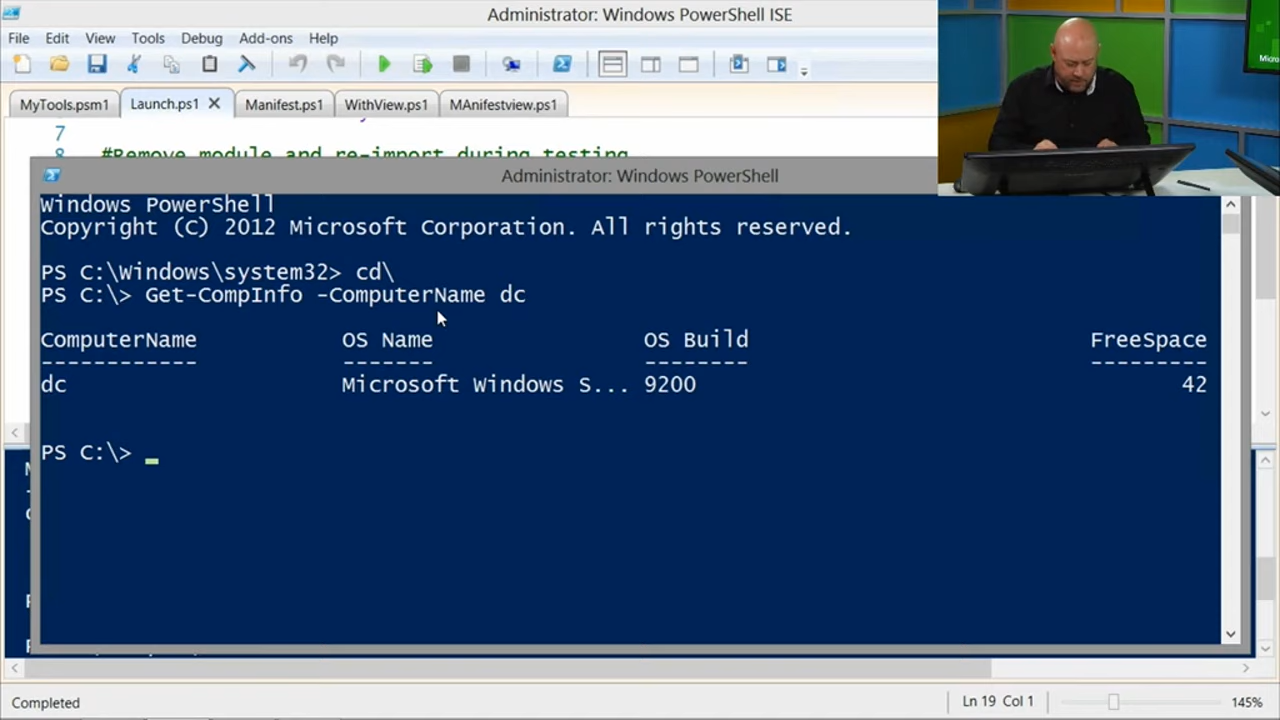 Administrator: Windows PowerShell ISE
File Edit View Tools Debug Add-ons Help
MyTools.psm1 Launch.ps1 Manifest.ps1 WithView.ps1 MAnifestview.ps1
7
8 #Remove module and re-import during testing
Administrator: Windows PowerShell
Windows PowerShell
Copyright (C) 2012 Microsoft Corporation. All rights reserved.
PS C:\Windows\system32> cd\
PS C:\> Get-CompInfo -ComputerName dc
ComputerName OS Name OS Build FreeSpace
------------ ------- -------- ---------
dc Microsoft Windows S... 9200 42
PS C:\>
Completed Ln 19 Col 1 145%